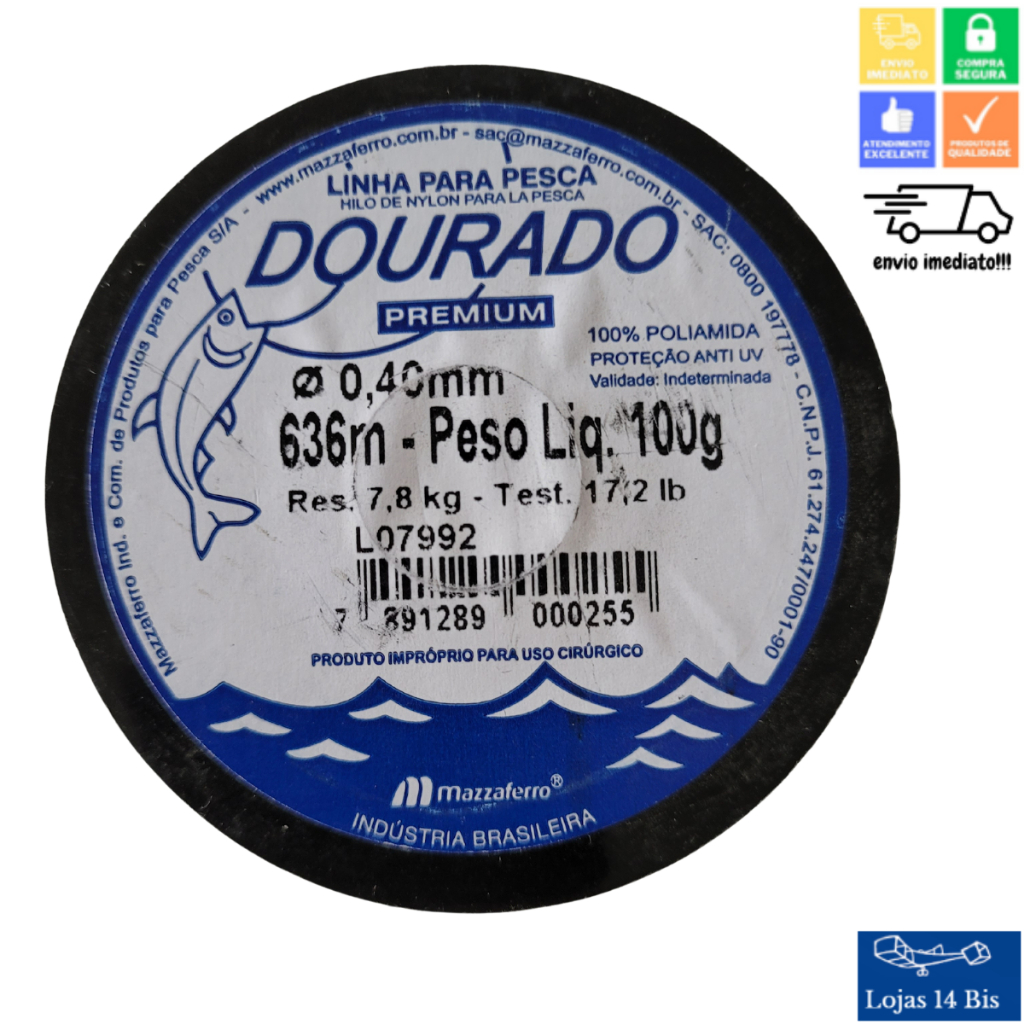 Mazzaferro Ind. e Com. de Produtos para Pesca S/A - www.mazzaferro.com.br - sac@mazzaferro.com.br - SAC: 0800 197778 - C.N.P.J. 61.274.247/0001-90
LINHA PARA PESCA
HILO DE NYLON PARA LA PESCA
DOURADO
PREMIUM
100% POLIAMIDA
PROTEÇÃO ANTI UV
Validade: Indeterminada
Ø 0,40mm
636m - Peso Liq. 100g
Res. 7,8 kg - Test. 17,2 lb
L07992
7 891289 000255
PRODUTO IMPRÓPRIO PARA USO CIRÚRGICO
mazzaferro®
INDÚSTRIA BRASILEIRA
ENVIO
IMEDIATO
COMPRA
SEGURA
ATENDIMENTO
EXCELENTE
PRODUTOS DE
QUALIDADE
envio imediato!!!
Lojas 14 Bis